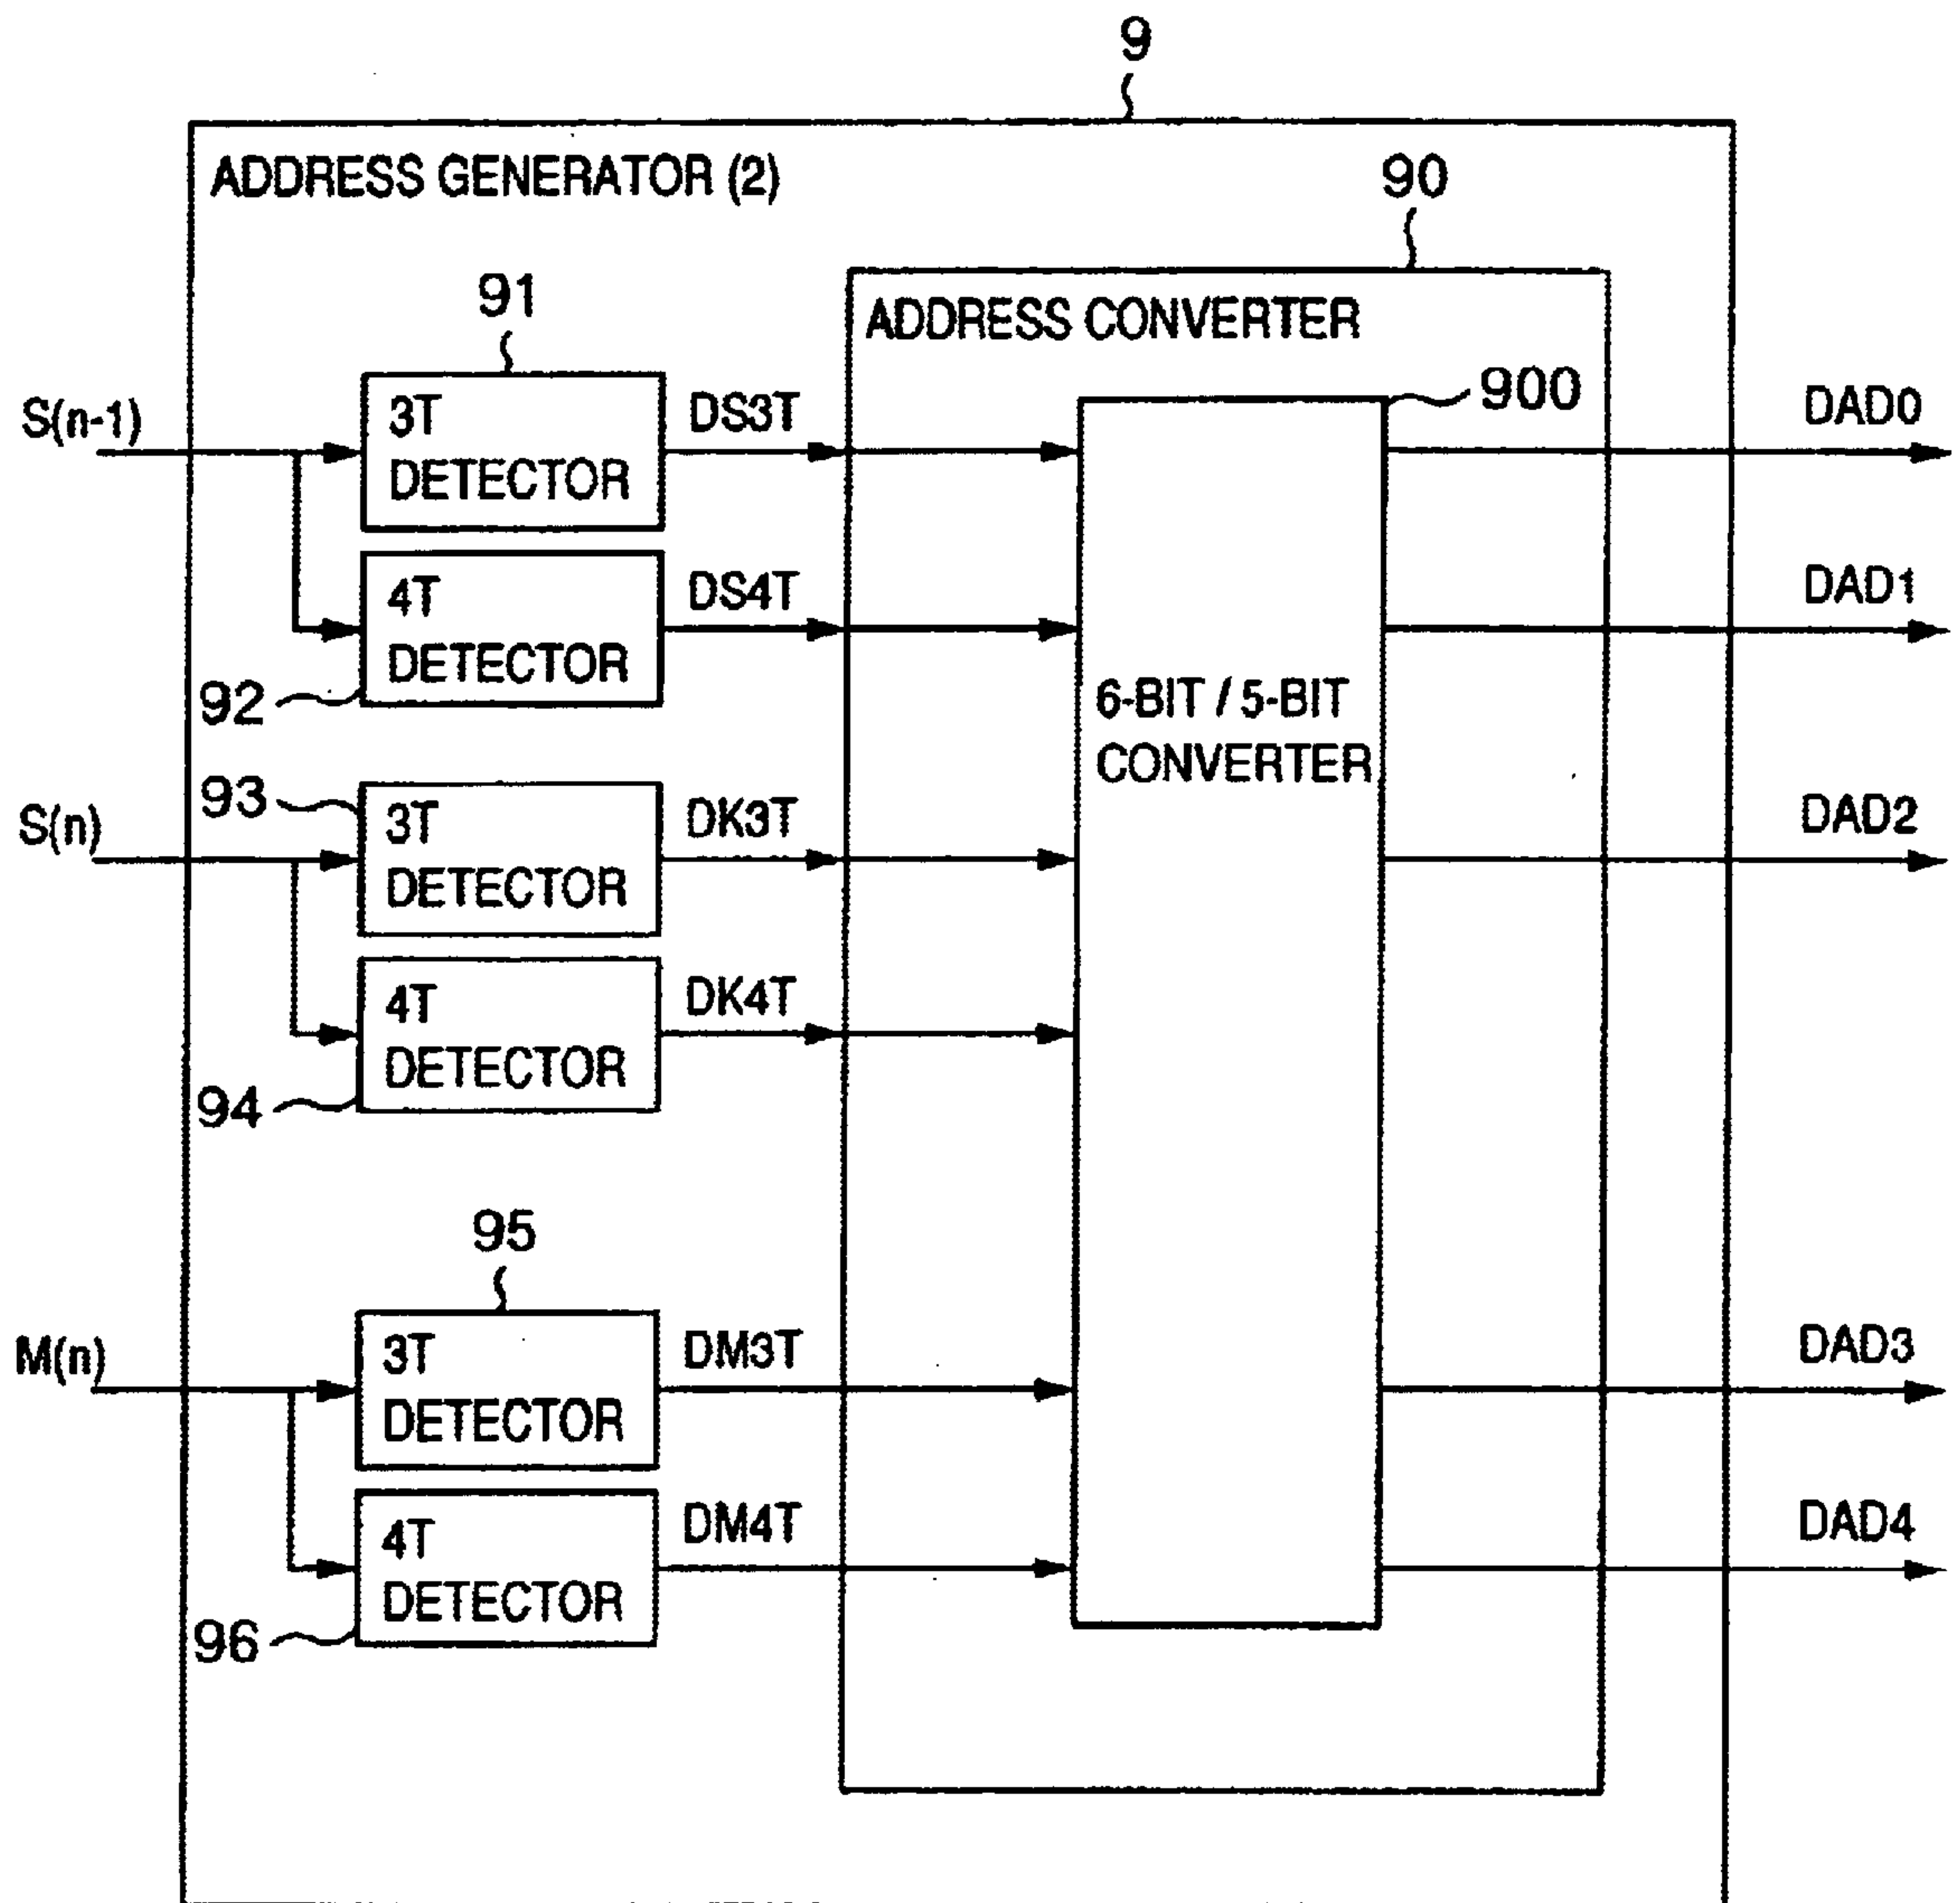 9
ADDRESS GENERATOR (2)
90
91
ADDRESS CONVERTER
900
S(n-1)
3T
DETECTOR
DS3T
DAD0
4T
DETECTOR
DS4T
DAD1
92
6-BIT / 5-BIT
CONVERTER
93
S(n)
3T
DETECTOR
DK3T
DAD2
4T
DETECTOR
DK4T
94
95
M(n)
3T
DETECTOR
DM3T
DAD3
4T
DETECTOR
DM4T
DAD4
96